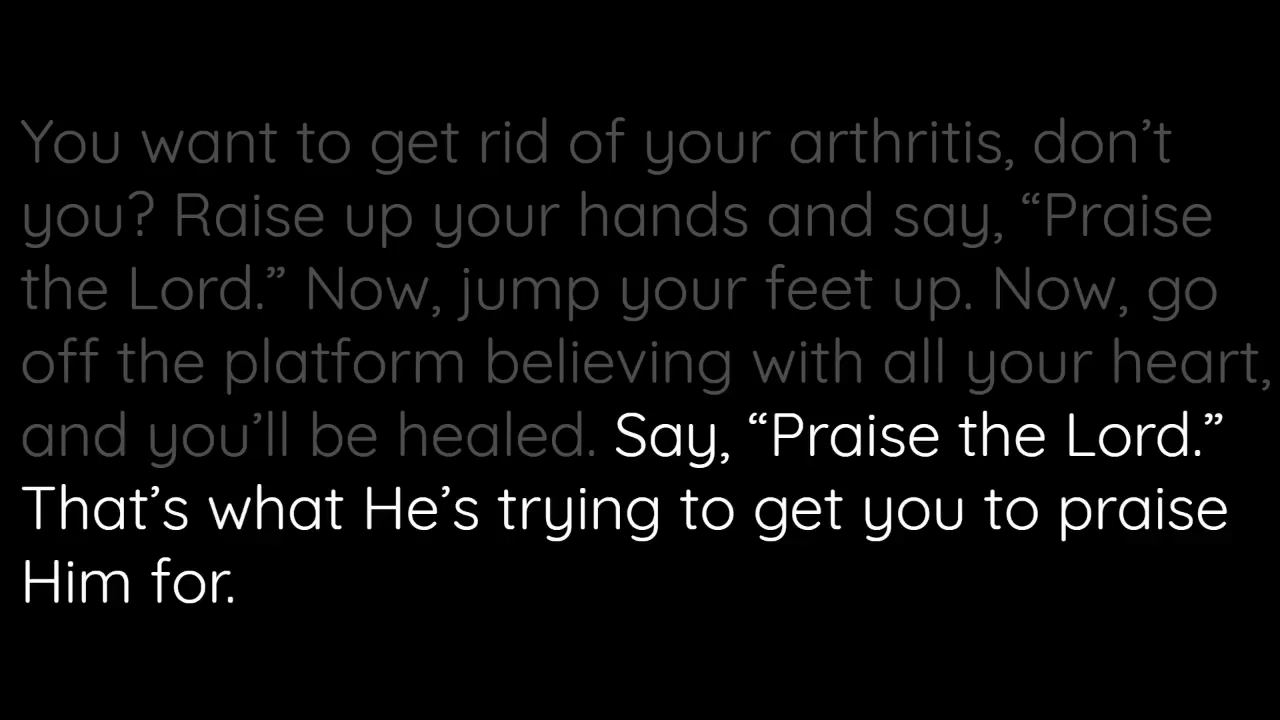 You want to get rid of your arthritis, don’t
you? Raise up your hands and say, “Praise
the Lord.” Now, jump your feet up. Now, go
off the platform believing with all your heart,
and you’ll be healed. Say, “Praise the Lord.”
That’s what He’s trying to get you to praise
Him for.